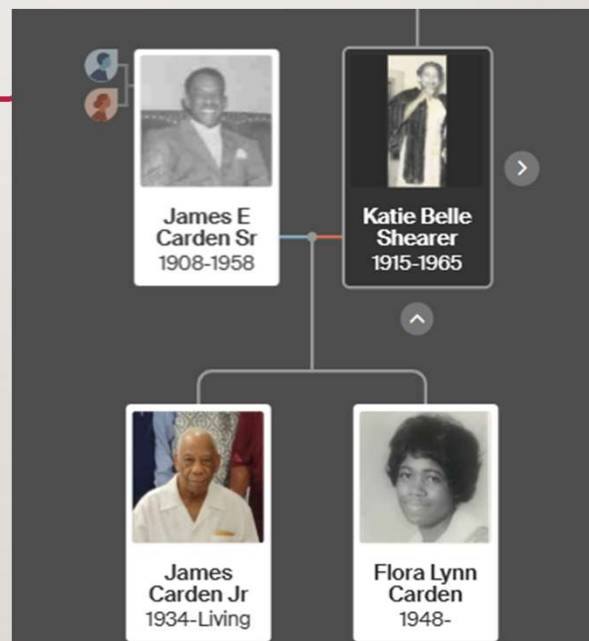 James E
Carden Sr
1908-1958
Katie Belle
Shearer
1915-1965
James
Carden Jr
1934-Living
Flora Lynn
Carden
1948-